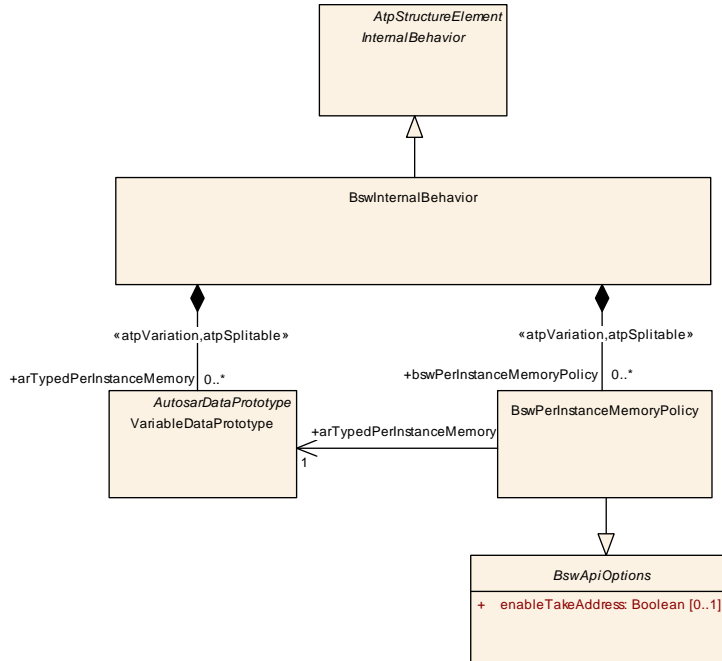 AtpStructureElement
InternalBehavior
BswInternalBehavior
«atpVariation,atpSplitable»
«atpVariation,atpSplitable»
+arTypedPerInstanceMemory 0..*
+bswPerInstanceMemoryPolicy 0..*
AutosarDataPrototype
VariableDataPrototype
BswPerInstanceMemoryPolicy
+arTypedPerInstanceMemory
1
BswApiOptions
+ enableTakeAddress: Boolean [0..1]